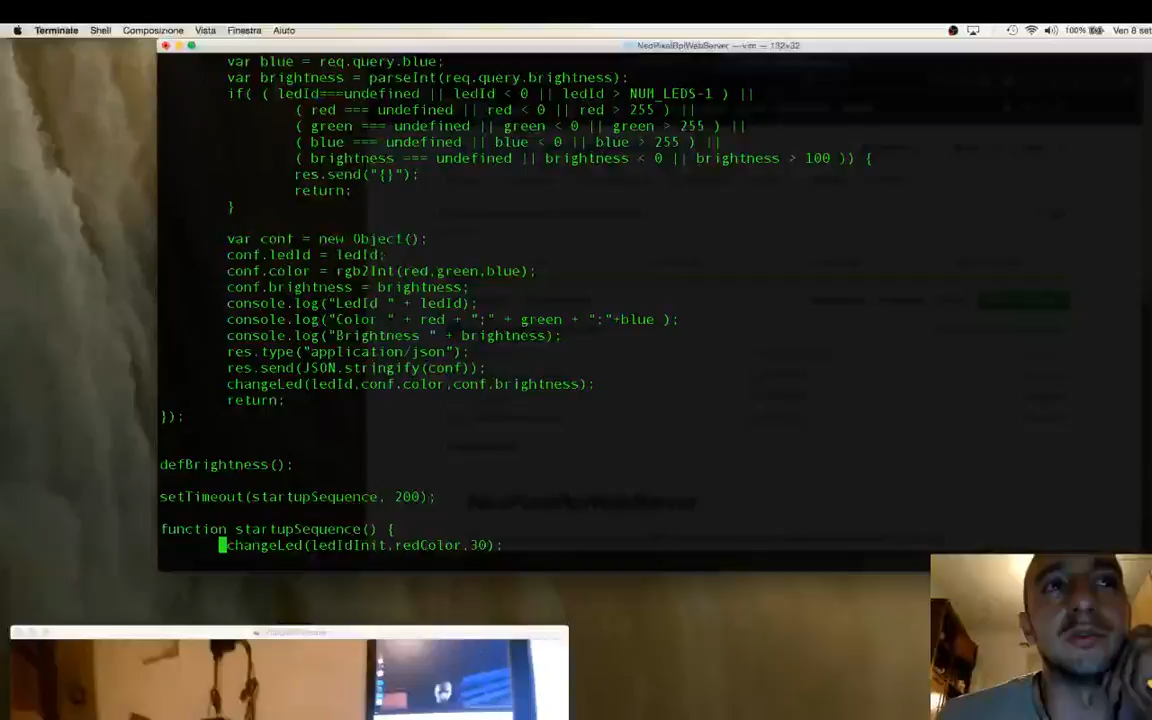 Terminale Shell Composizione Vista Finestra Aiuto 100% Ven 8 set
NeoPixelRpiWebServer — vim — 132×32
var blue = req.query.blue;
var brightness = parseInt(req.query.brightness);
if( ( ledId===undefined || ledId < 0 || ledId > NUM_LEDS-1 ) ||
( red === undefined || red < 0 || red > 255 ) ||
( green === undefined || green < 0 || green > 255 ) ||
( blue === undefined || blue < 0 || blue > 255 ) ||
( brightness === undefined || brightness < 0 || brightness > 100 )) {
res.send("{}");
return;
}
var conf = new Object();
conf.ledId = ledId;
conf.color = rgb2Int(red,green,blue);
conf.brightness = brightness;
console.log("LedId " + ledId);
console.log("Color " + red + ";" + green + ";"+blue );
console.log("Brightness " + brightness);
res.type("application/json");
res.send(JSON.stringify(conf));
changeLed(ledId,conf.color,conf.brightness);
return;
});
defBrightness();
setTimeout(startupSequence, 200);
function startupSequence() {
changeLed(ledIdInit,redColor,30);